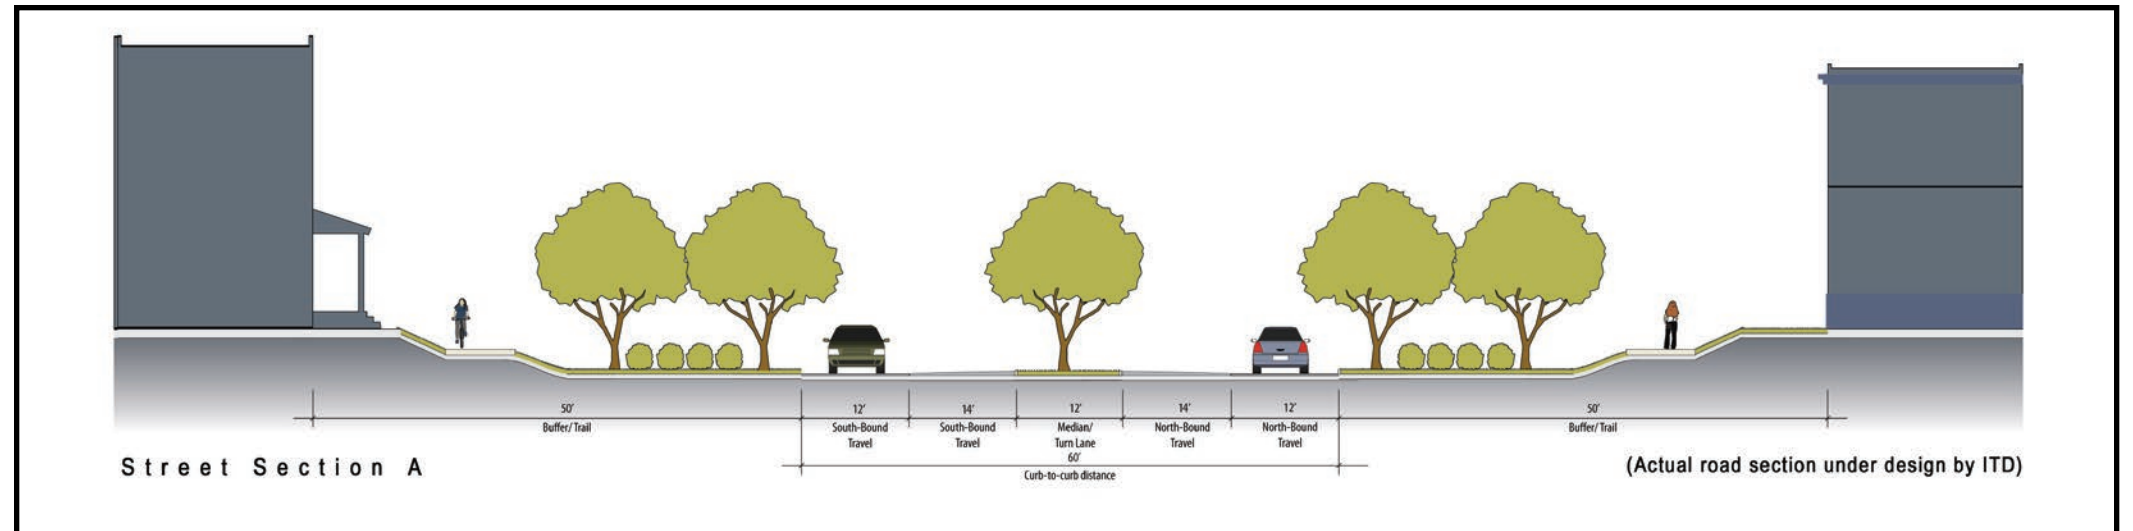 50'
Buffer/Trail
12'
South-Bound
Travel
14'
South-Bound
Travel
12'
Median/
Turn Lane
14'
North-Bound
Travel
12'
North-Bound
Travel
50'
Buffer/Trail
60'
Curb-to-curb distance
Street Section A
(Actual road section under design by ITD)